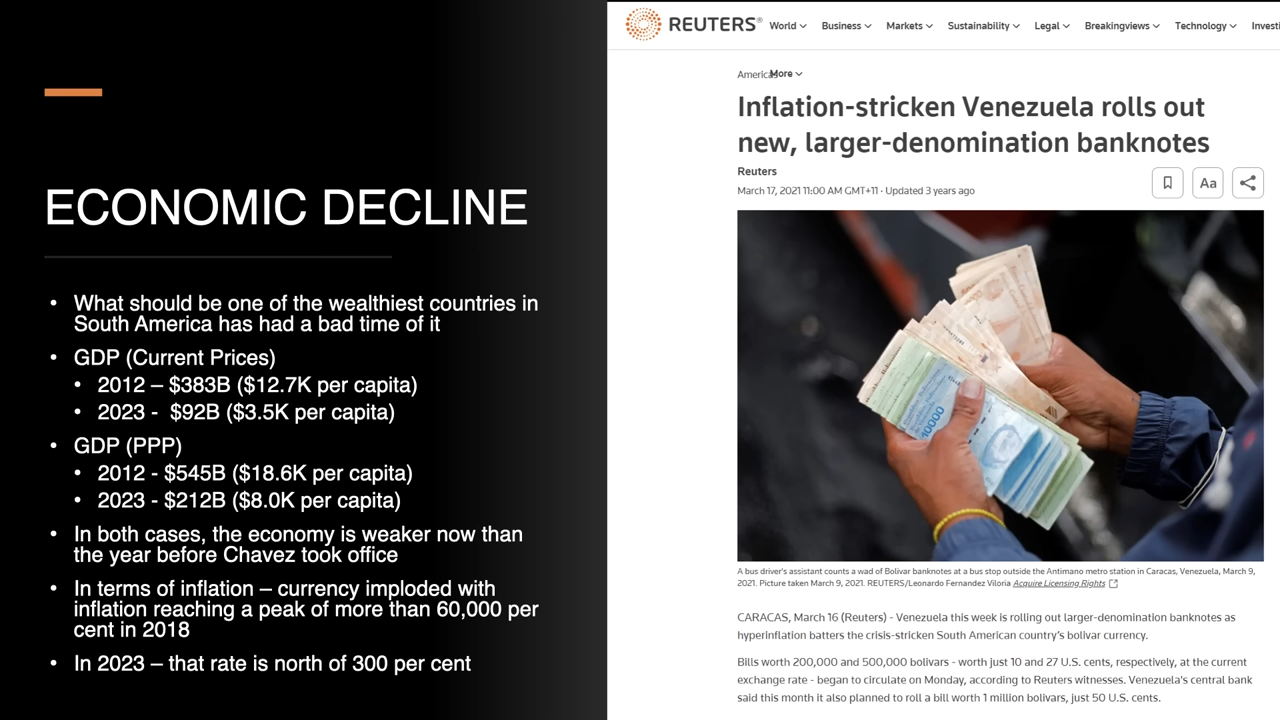 ECONOMIC DECLINE
• What should be one of the wealthiest countries in
South America has had a bad time of it
• GDP (Current Prices)
• 2012 – $383B ($12.7K per capita)
• 2023 -  $92B ($3.5K per capita)
• GDP (PPP)
• 2012 - $545B ($18.6K per capita)
• 2023 - $212B ($8.0K per capita)
• In both cases, the economy is weaker now than
the year before Chavez took office
• In terms of inflation – currency imploded with
inflation reaching a peak of more than 60,000 per
cent in 2018
• In 2023 – that rate is north of 300 per cent
REUTERS® World Business Markets Sustainability Legal Breakingviews Technology Investi
Americas More
Inflation-stricken Venezuela rolls out
new, larger-denomination banknotes
Reuters
March 17, 2021 11:00 AM GMT+11 · Updated 3 years ago
Aa
10000
A bus driver's assistant counts a wad of Bolivar banknotes at a bus stop outside the Antimano metro station in Caracas, Venezuela, March 9,
2021. Picture taken March 9, 2021. REUTERS/Leonardo Fernandez Viloria Acquire Licensing Rights
CARACAS, March 16 (Reuters) - Venezuela this week is rolling out larger-denomination banknotes as
hyperinflation batters the crisis-stricken South American country's bolivar currency.
Bills worth 200,000 and 500,000 bolivars - worth just 10 and 27 U.S. cents, respectively, at the current
exchange rate - began to circulate on Monday, according to Reuters witnesses. Venezuela's central bank
said this month it also planned to roll a bill worth 1 million bolivars, just 50 U.S. cents.